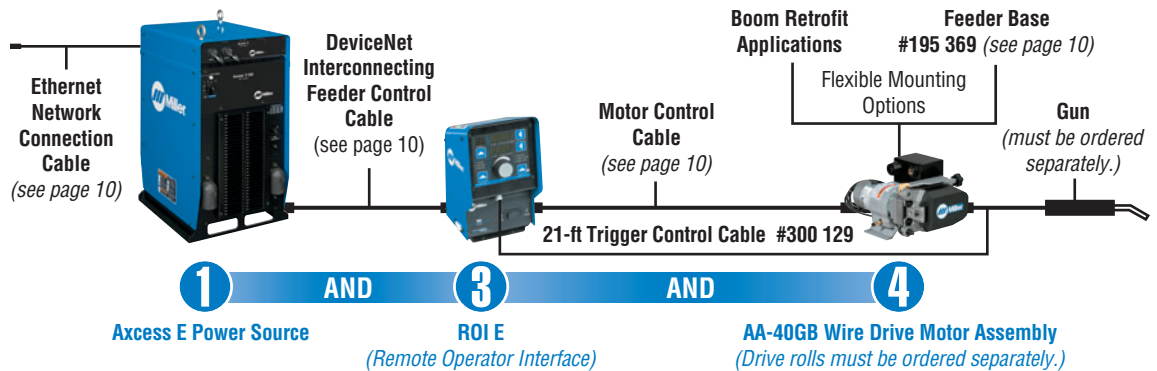 Ethernet
Network
Connection
Cable
(see page 10)
Miller
DeviceNet
Interconnecting
Feeder Control
Cable
(see page 10)
Motor Control
Cable
(see page 10)
Boom Retrofit
Applications
Feeder Base
#195 369 (see page 10)
Flexible Mounting
Options
Gun
(must be ordered
separately.)
Miller
21-ft Trigger Control Cable #300 129
1 AND 3 AND 4
Axcess E Power Source
ROI E
(Remote Operator Interface)
AA-40GB Wire Drive Motor Assembly
(Drive rolls must be ordered separately.)